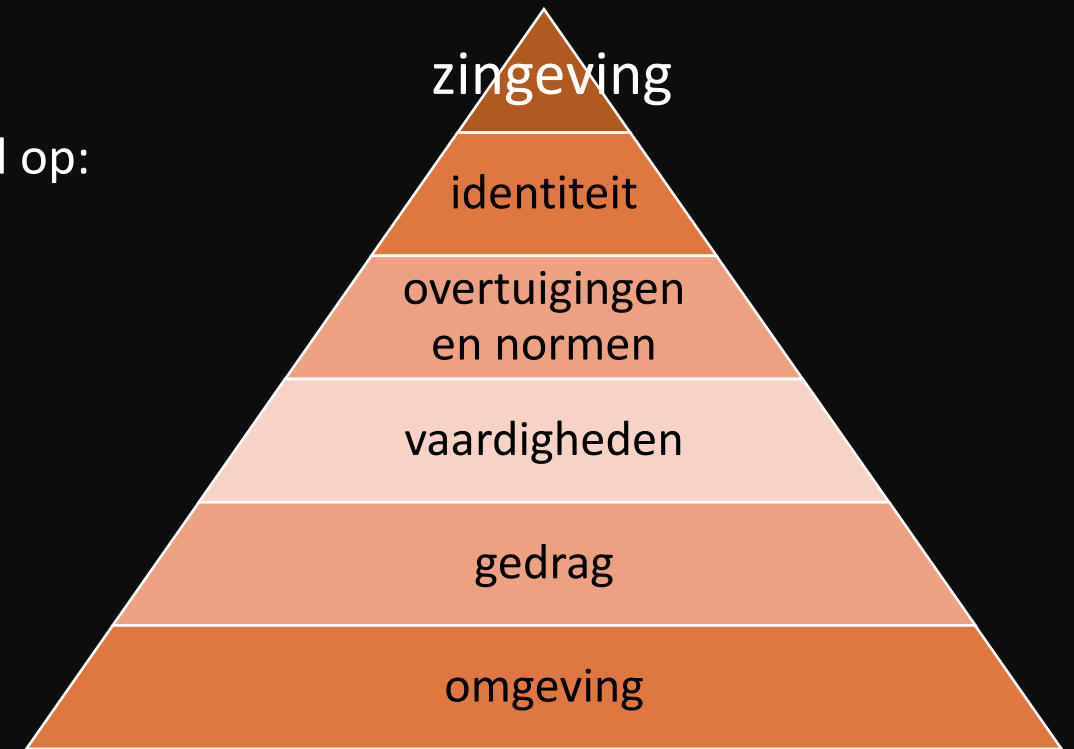 zingeving
op:
identiteit
overtuigingen
en normen
vaardigheden
gedrag
omgeving